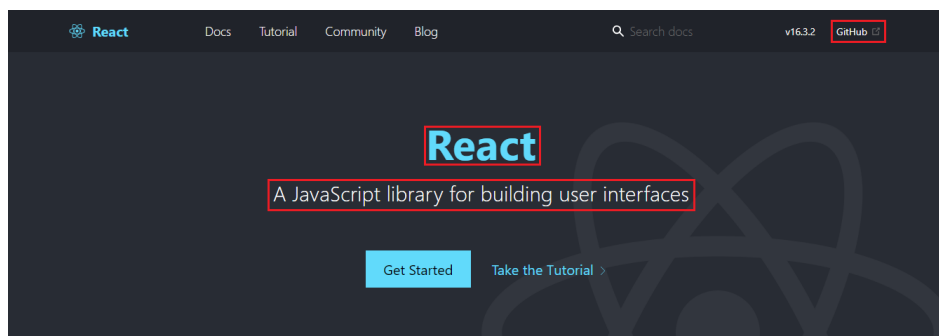 React Docs Tutorial Community Blog Search docs v16.3.2 GitHub
React
A JavaScript library for building user interfaces
Get Started Take the Tutorial >